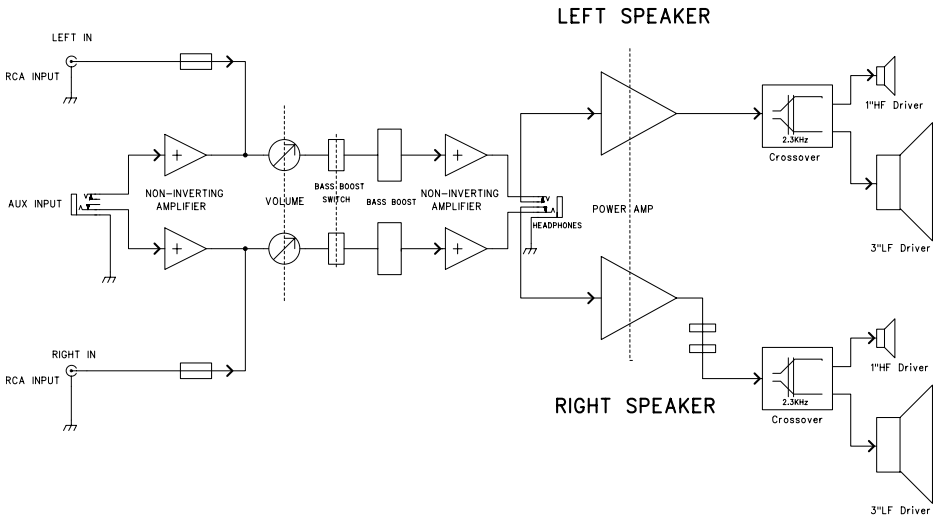 LEFT SPEAKER
LEFT IN
RCA INPUT
1"HF Driver
2.3KHz
Crossover
AUX INPUT
NON-INVERTING
AMPLIFIER
VOLUME
BASS BOOST
SWITCH
BASS BOOST
NON-INVERTING
AMPLIFIER
HEADPHONES
POWER AMP
3"LF Driver
RIGHT IN
RCA INPUT
RIGHT SPEAKER
1"HF Driver
2.3KHz
Crossover
3"LF Driver